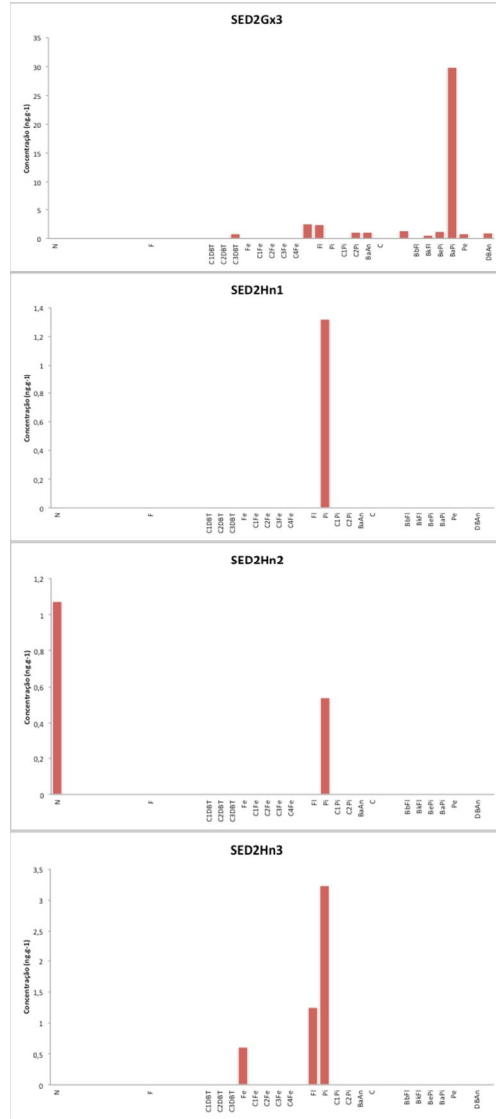 SED2Gx3
Concentração (ng.g-1)
35
30
25
20
15
10
5
0
N F C1DBT C2DBT C3DBT Fe C1Fe C2Fe C3Fe C4Fe Fl Pi C1Pi C2Pi BaAn C BbFl BkFl BePi BaPi Pe DBAn
SED2Hn1
Concentração (ng.g-1)
1,4
1,2
1
0,8
0,6
0,4
0,2
0
N F C1DBT C2DBT C3DBT Fe C1Fe C2Fe C3Fe C4Fe Fl Pi C1Pi C2Pi BaAn C BbFl BkFl BePi BaPi Pe DBAn
SED2Hn2
Concentração (ng.g-1)
1,2
1
0,8
0,6
0,4
0,2
0
N F C1DBT C2DBT C3DBT Fe C1Fe C2Fe C3Fe C4Fe Fl Pi C1Pi C2Pi BaAn C BbFl BkFl BePi BaPi Pe DBAn
SED2Hn3
Concentração (ng.g-1)
3,5
3
2,5
2
1,5
1
0,5
0
N F C1DBT C2DBT C3DBT Fe C1Fe C2Fe C3Fe C4Fe Fl Pi C1Pi C2Pi BaAn C BbFl BkFl BePi BaPi Pe DBAn